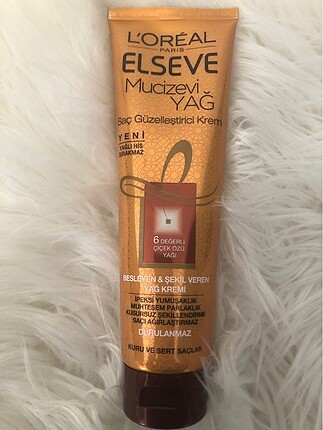 L'ORÉAL
PARIS
ELSEVE
Mucizevi
YAĞ
Saç Güzelleştirici Krem
YENİ
YAĞLI HİS
BIRAKMAZ
6 DEĞERLİ
ÇİÇEK ÖZÜ
YAĞI
BESLEYEN & ŞEKİL VEREN
YAĞ KREMİ
İPEKSİ YUMUŞAKLIK
MUHTEŞEM PARLAKLIK
KUSURSUZ ŞEKİLLENDİRME
SAÇI AĞIRLAŞTIRMAZ
DURULANMAZ
KURU VE SERT SAÇLAR